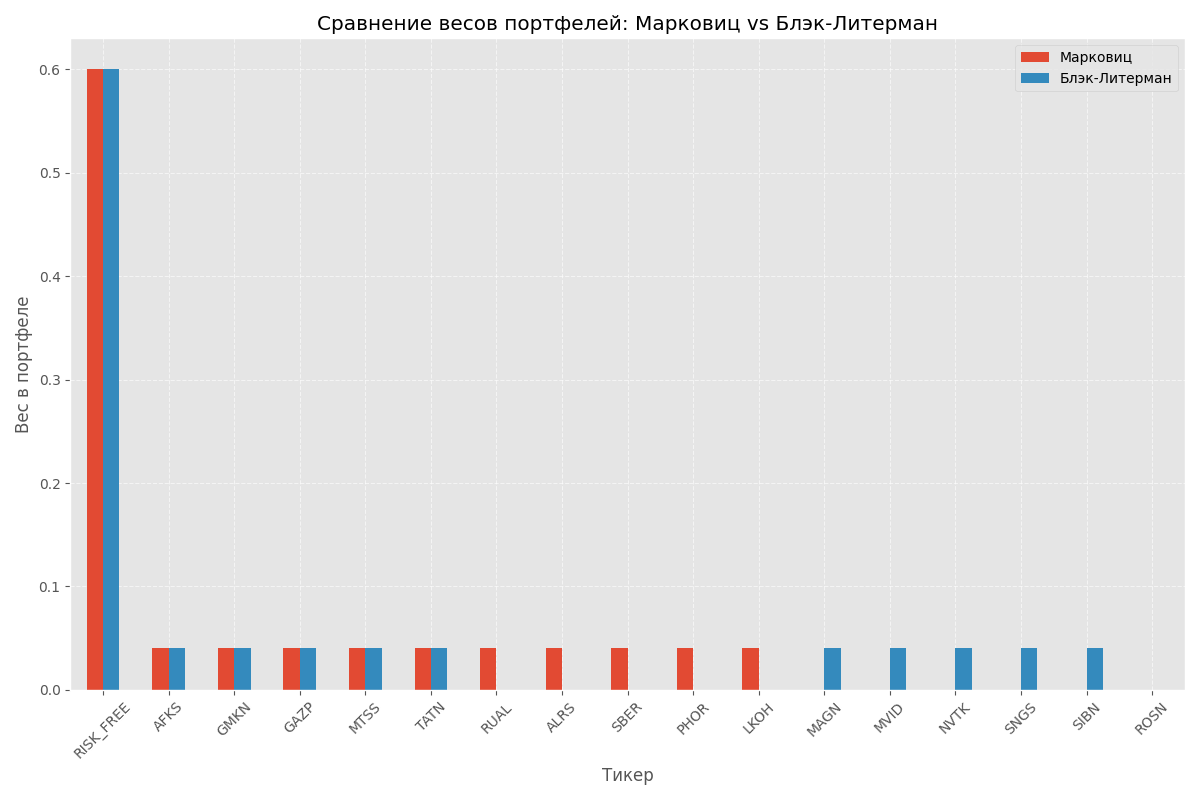 Сравнение весов портфелей: Марковиц vs Блэк-Литерман
Марковиц
Блэк-Литерман
Вес в портфеле
0.6
0.5
0.4
0.3
0.2
0.1
0.0
RISK_FREE
AFKS
GMKN
GAZP
MTSS
TATN
RUAL
ALRS
SBER
PHOR
LKOH
MAGN
MVID
NVTK
SNGS
SIBN
ROSN
Тикер